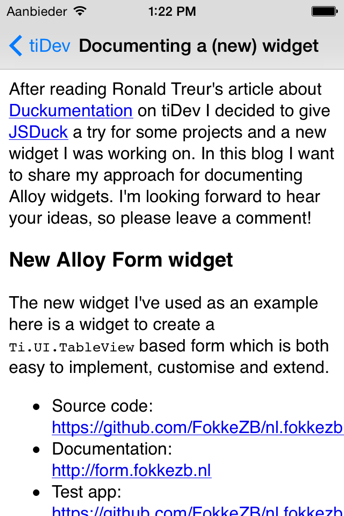 Aanbieder 1:22 PM
tiDev Documenting a (new) widget
After reading Ronald Treur's article about
Duckumentation on tiDev I decided to give
JSDuck a try for some projects and a new
widget I was working on. In this blog I want
to share my approach for documenting
Alloy widgets. I'm looking forward to hear
your ideas, so please leave a comment!
New Alloy Form widget
The new widget I've used as an example
here is a widget to create a
Ti.UI.TableView based form which is both
easy to implement, customise and extend.
• Source code:
https://github.com/FokkeZB/nl.fokkezb
• Documentation:
http://form.fokkezb.nl
• Test app:
https://github.com/FokkeZB/nl.fokkezb